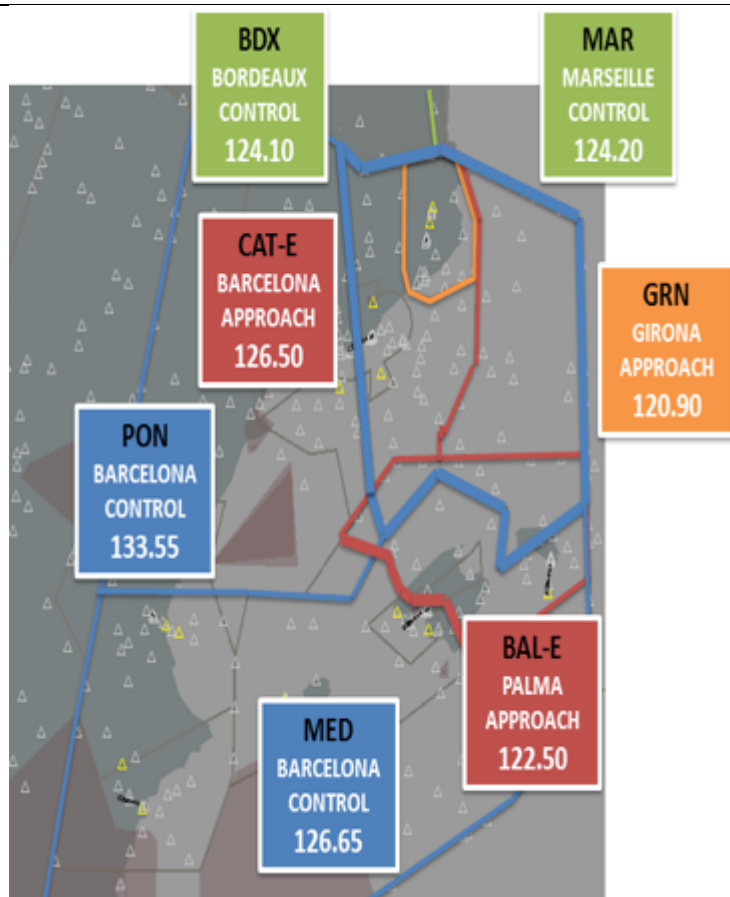 BDX
BORDEAUX
CONTROL
124.10
MAR
MARSEILLE
CONTROL
124.20
CAT-E
BARCELONA
APPROACH
126.50
GRN
GIRONA
APPROACH
120.90
PON
BARCELONA
CONTROL
133.55
BAL-E
PALMA
APPROACH
122.50
MED
BARCELONA
CONTROL
126.65